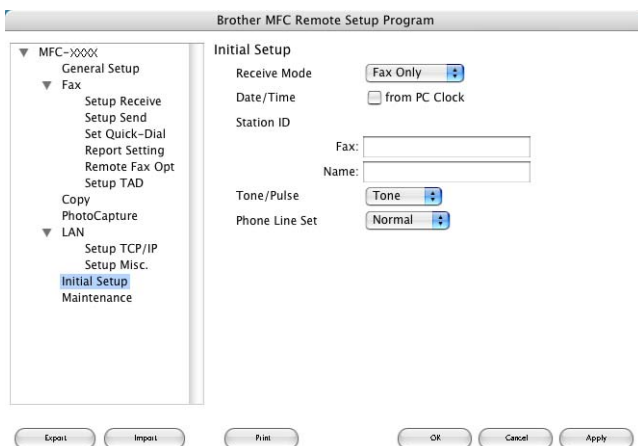 Brother MFC Remote Setup Program
MFC-XXXX
General Setup
Fax
Setup Receive
Setup Send
Set Quick-Dial
Report Setting
Remote Fax Opt
Setup TAD
Copy
PhotoCapture
LAN
Setup TCP/IP
Setup Misc.
Initial Setup
Maintenance
Initial Setup
Receive Mode Fax Only
Date/Time from PC Clock
Station ID
Fax:
Name:
Tone/Pulse Tone
Phone Line Set Normal
Export Import Print OK Cancel Apply